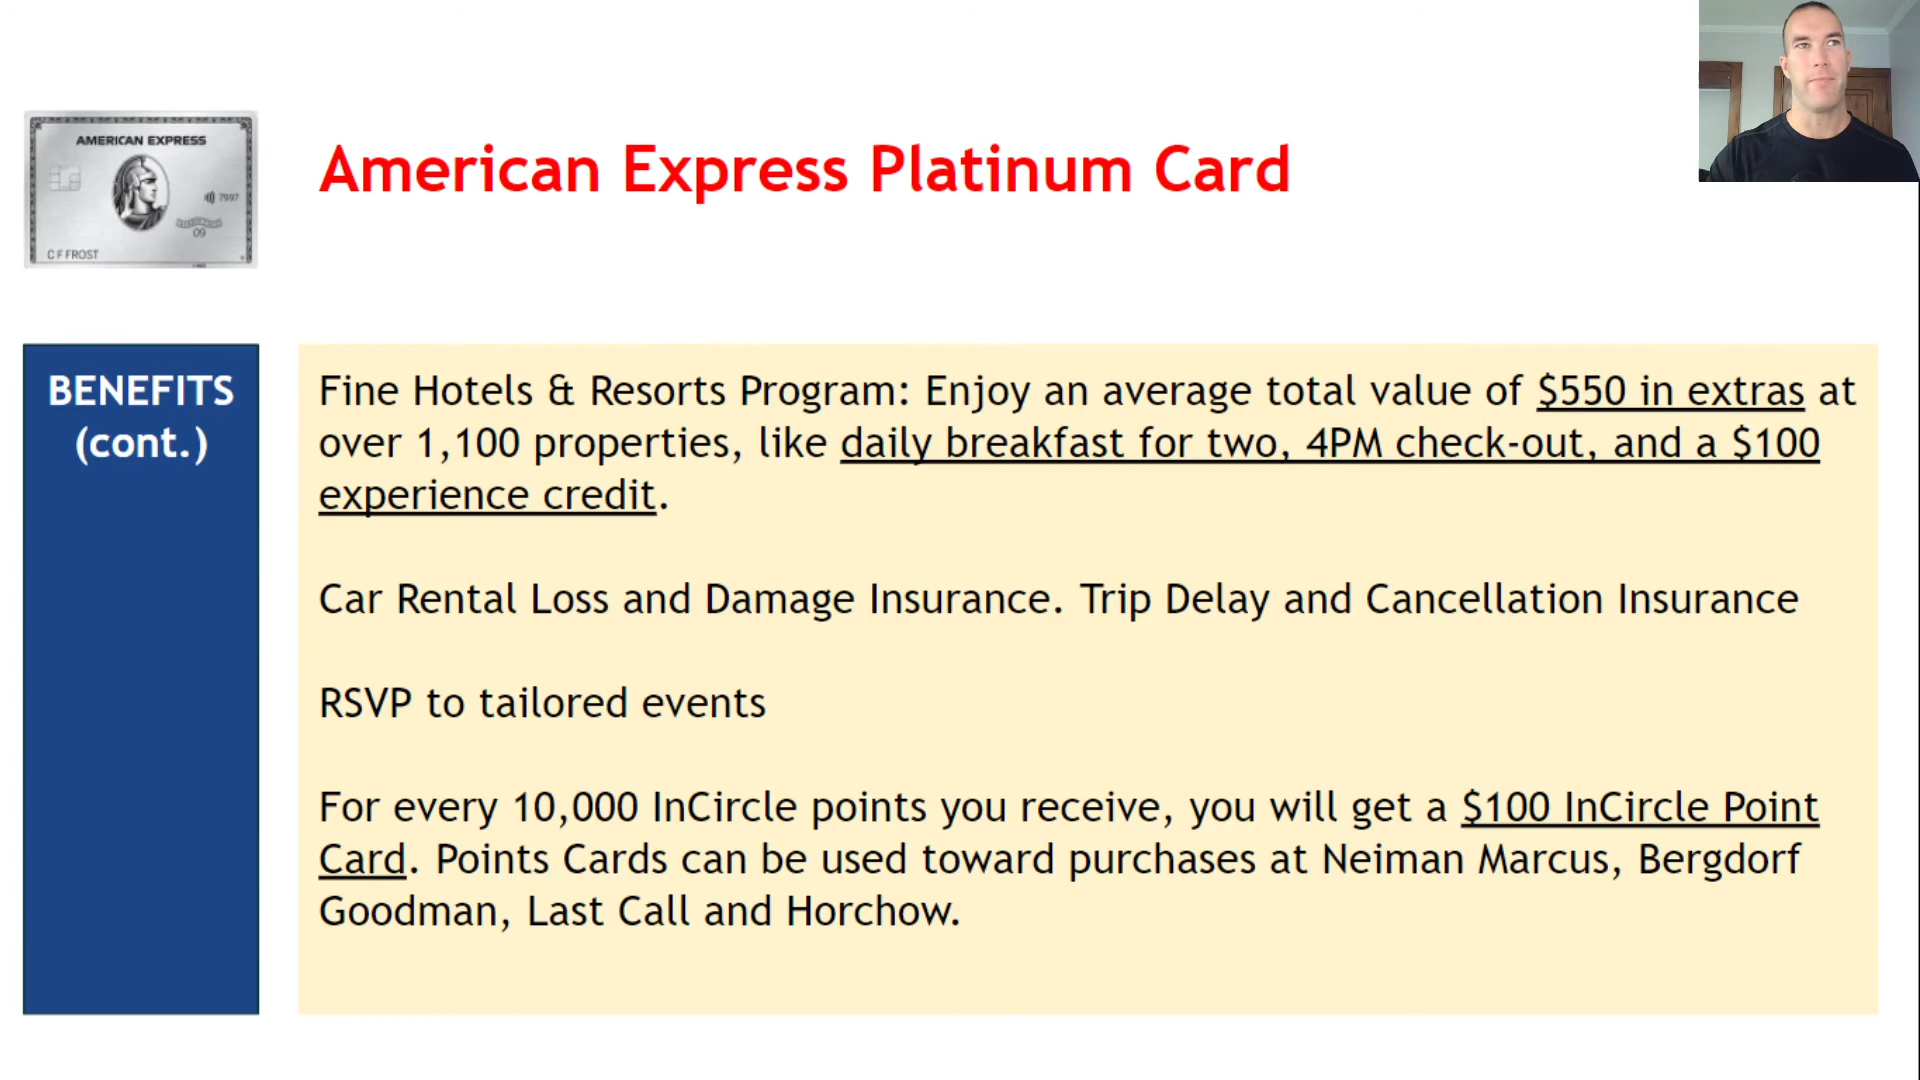 AMERICAN EXPRESS
7997
09
C F FROST
American Express Platinum Card
BENEFITS
(cont.)
Fine Hotels & Resorts Program: Enjoy an average total value of $550 in extras at
over 1,100 properties, like daily breakfast for two, 4PM check-out, and a $100
experience credit.
Car Rental Loss and Damage Insurance. Trip Delay and Cancellation Insurance
RSVP to tailored events
For every 10,000 InCircle points you receive, you will get a $100 InCircle Point
Card. Points Cards can be used toward purchases at Neiman Marcus, Bergdorf
Goodman, Last Call and Horchow.